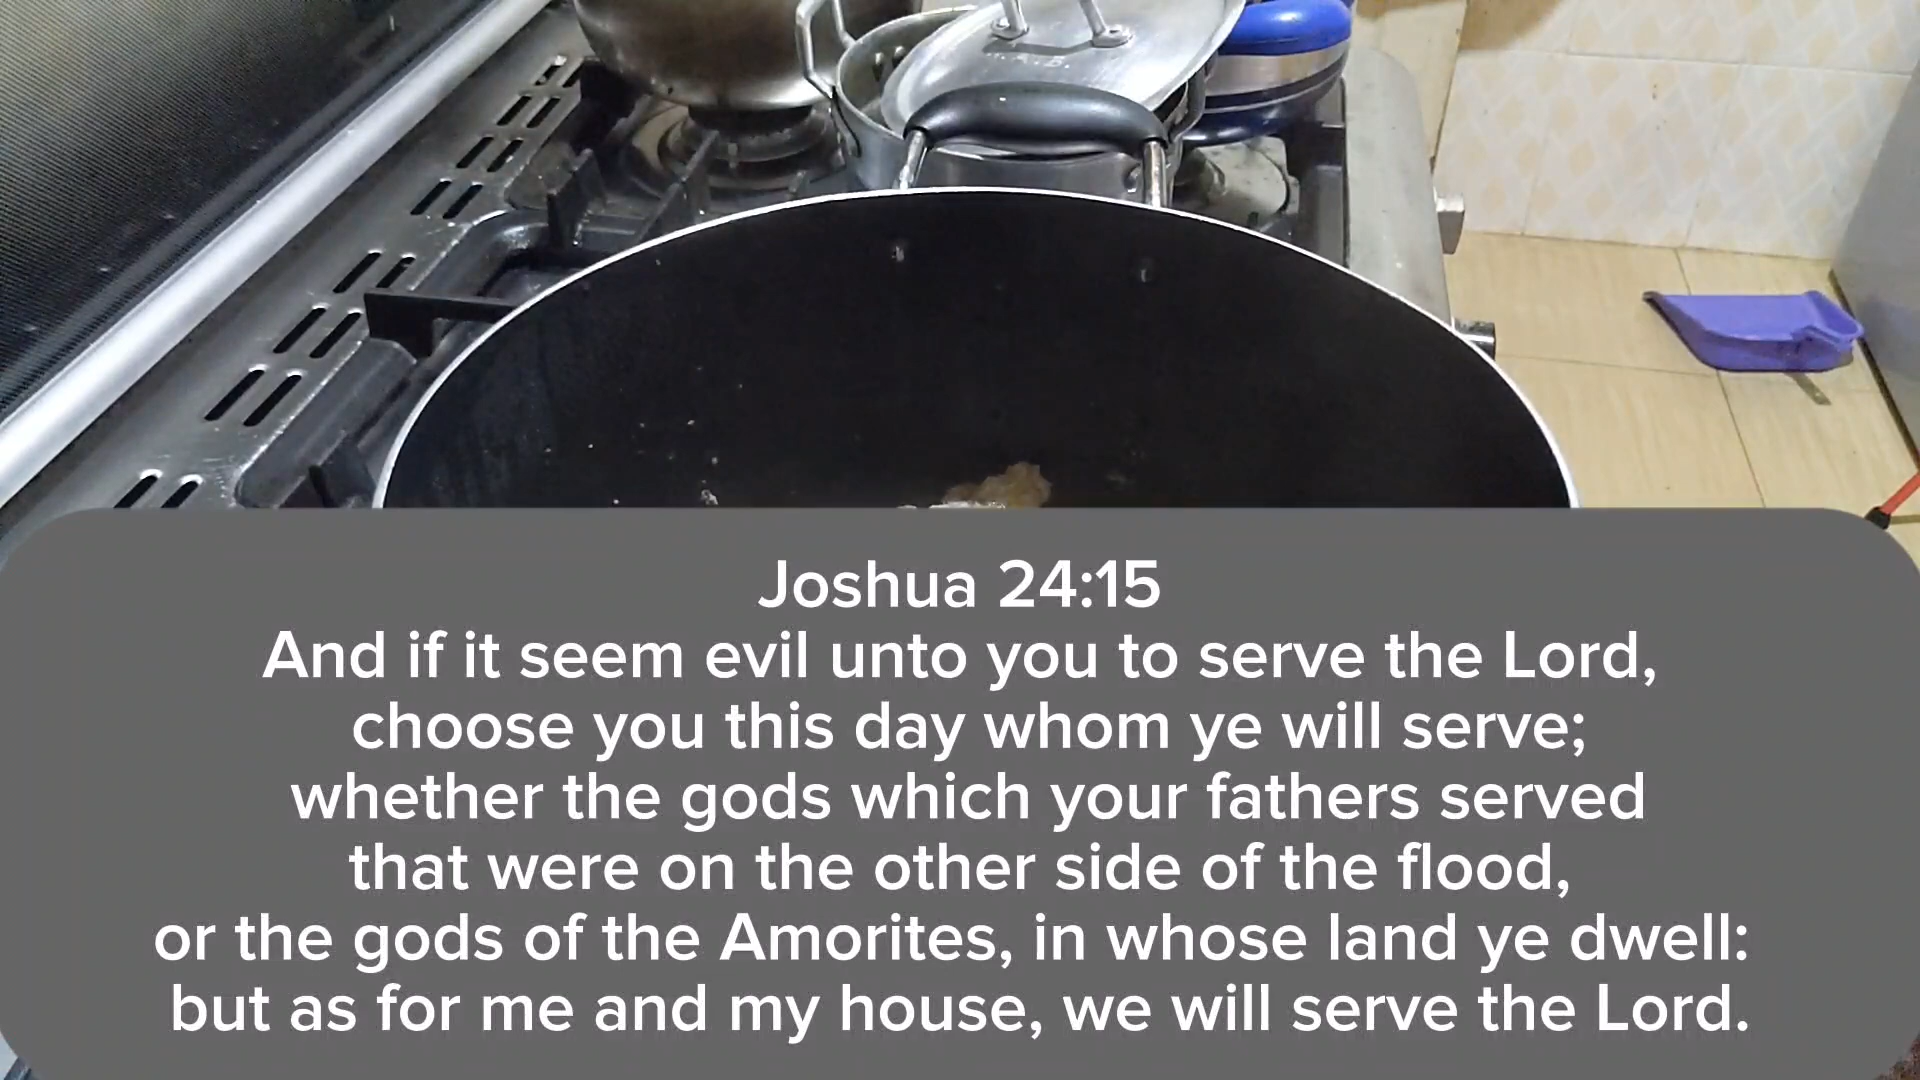 Joshua 24:15
And if it seem evil unto you to serve the Lord,
choose you this day whom ye will serve;
whether the gods which your fathers served
that were on the other side of the flood,
or the gods of the Amorites, in whose land ye dwell:
but as for me and my house, we will serve the Lord.